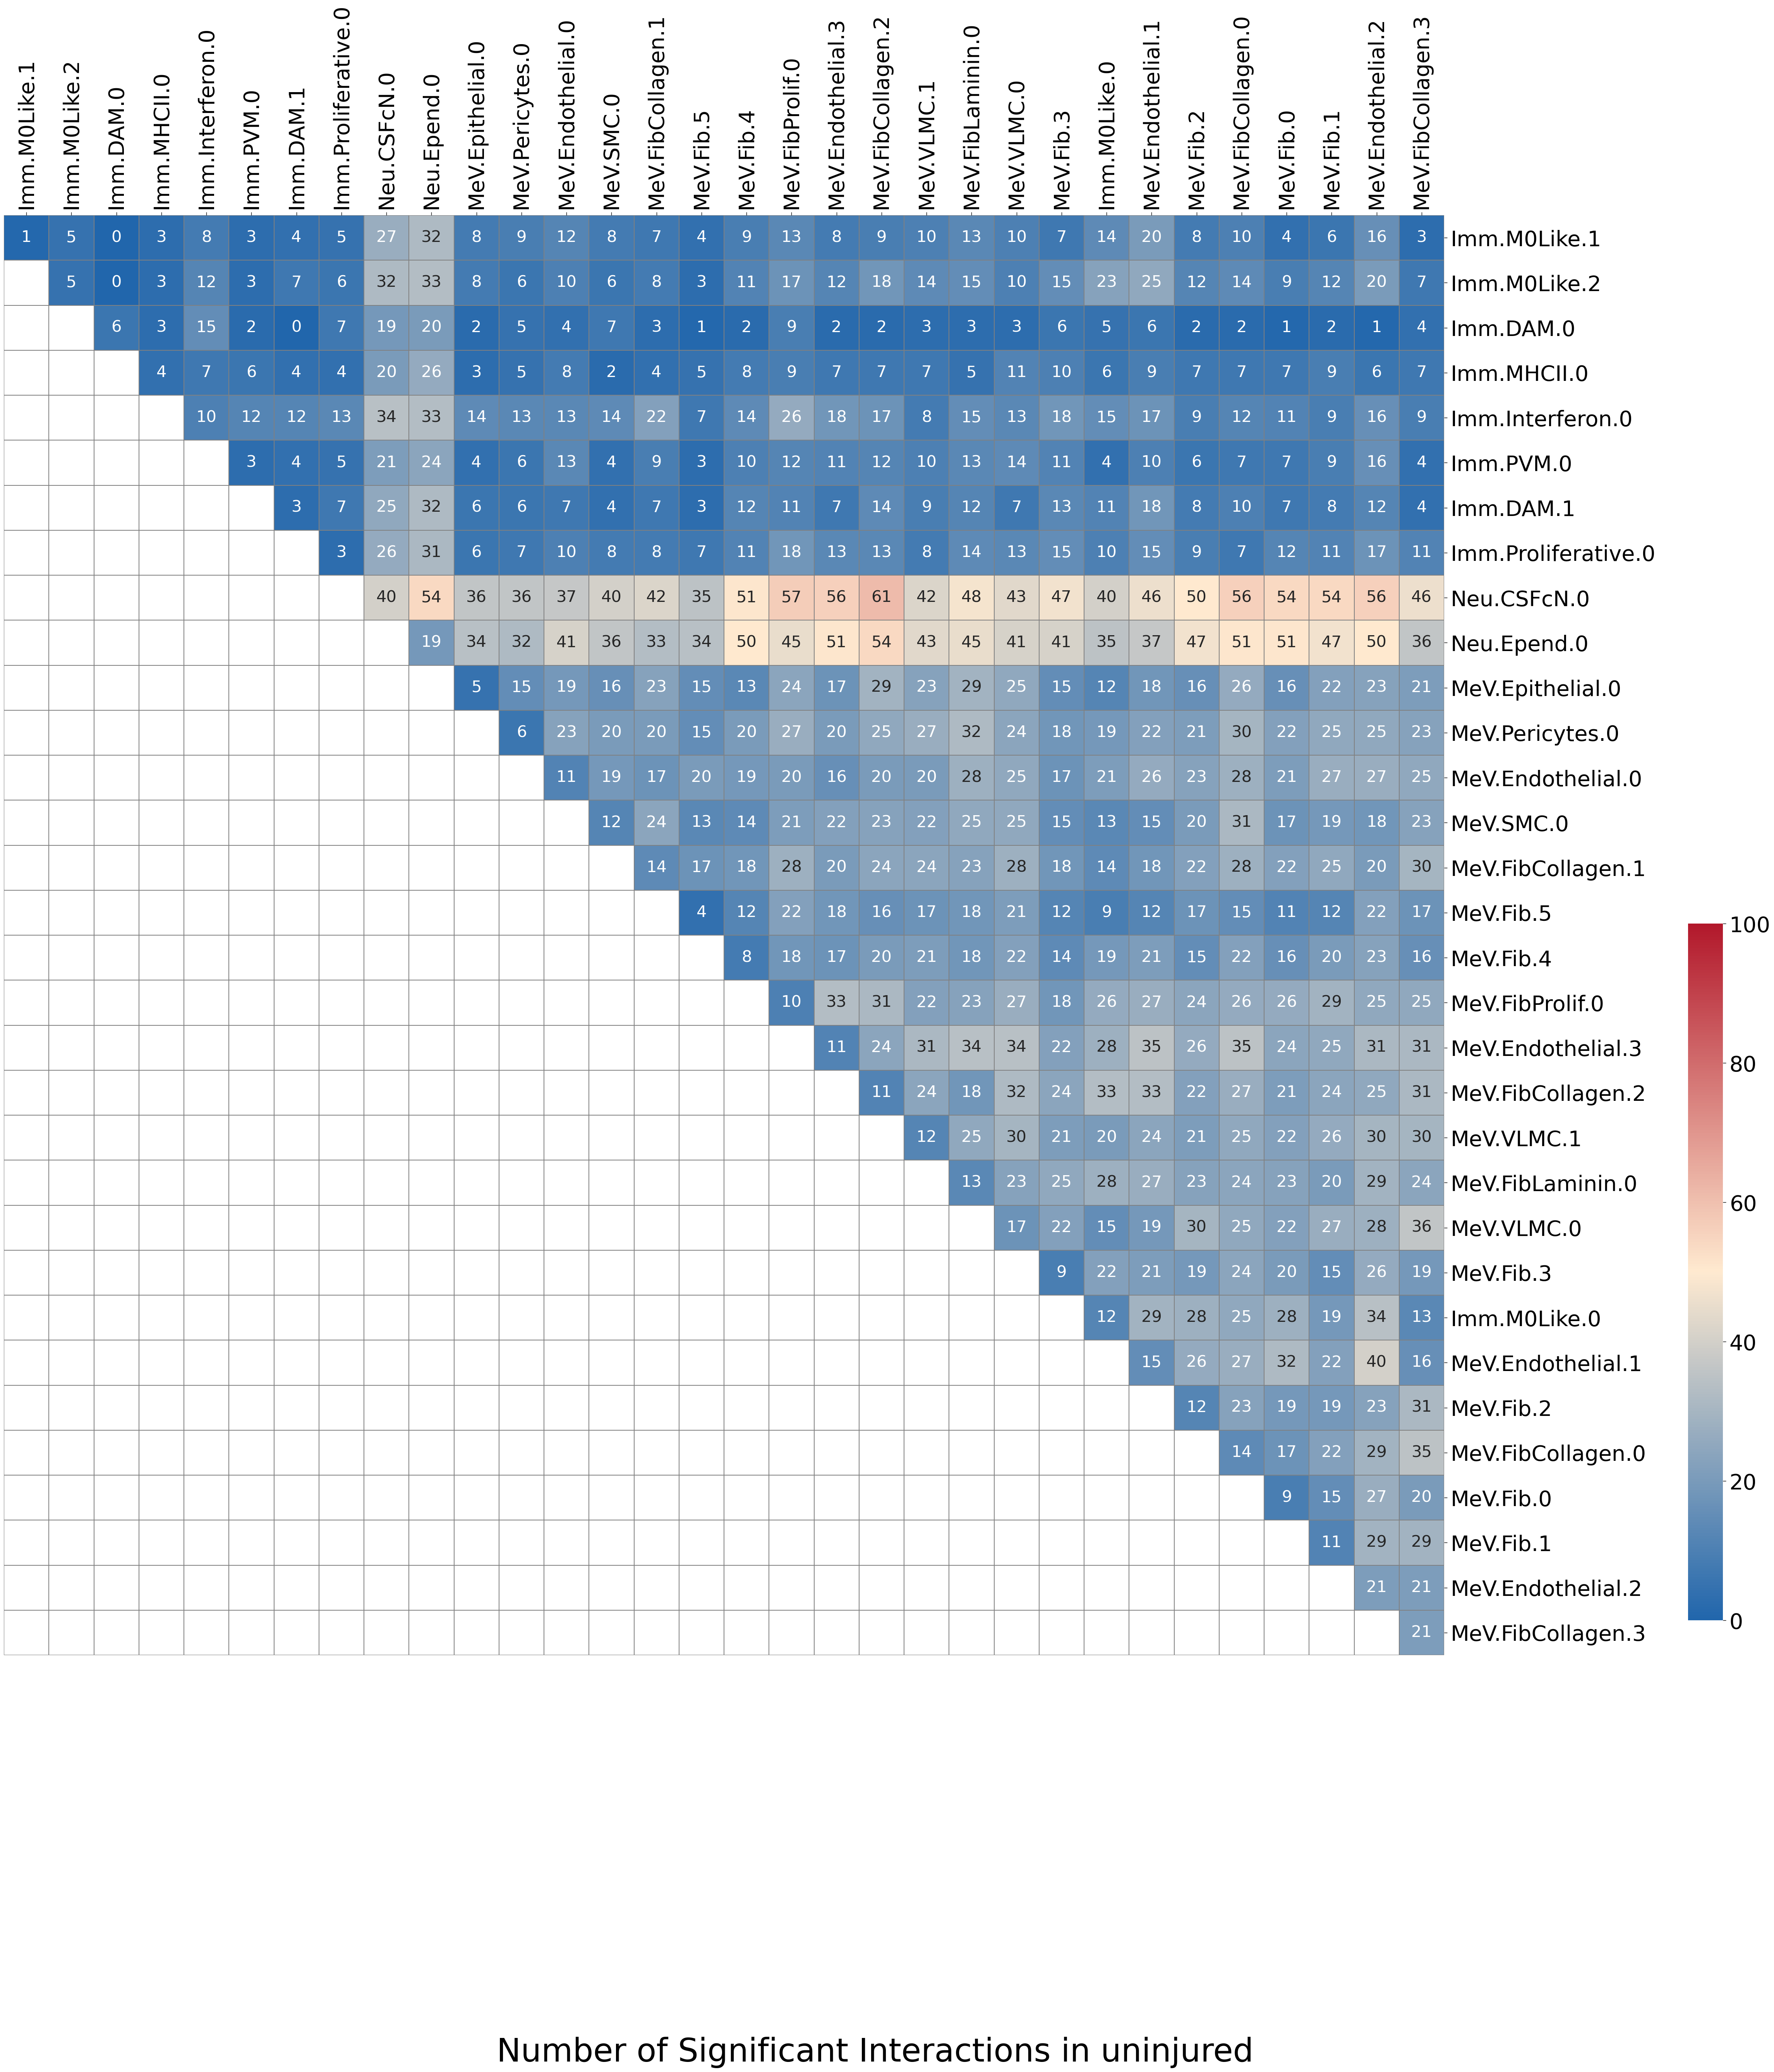 Imm.M0Like.1 Imm.M0Like.2 Imm.DAM.0 Imm.MHCII.0 Imm.Interferon.0 Imm.PVM.0 Imm.DAM.1 Imm.Proliferative.0 Neu.CSFcN.0 Neu.Epend.0 MeV.Epithelial.0 MeV.Pericytes.0 MeV.Endothelial.0 MeV.SMC.0 MeV.FibCollagen.1 MeV.Fib.5 MeV.Fib.4 MeV.FibProlif.0 MeV.Endothelial.3 MeV.FibCollagen.2 MeV.VLMC.1 MeV.FibLaminin.0 MeV.VLMC.0 MeV.Fib.3 Imm.M0Like.0 MeV.Endothelial.1 MeV.Fib.2 MeV.FibCollagen.0 MeV.Fib.0 MeV.Fib.1 MeV.Endothelial.2 MeV.FibCollagen.3
1 5 0 3 8 3 4 5 27 32 8 9 12 8 7 4 9 13 8 9 10 13 10 7 14 20 8 10 4 6 16 3 Imm.M0Like.1
5 0 3 12 3 7 6 32 33 8 6 10 6 8 3 11 17 12 18 14 15 10 15 23 25 12 14 9 12 20 7 Imm.M0Like.2
6 3 15 2 0 7 19 20 2 5 4 7 3 1 2 9 2 2 3 3 3 6 5 6 2 2 1 2 1 4 Imm.DAM.0
4 7 6 4 4 20 26 3 5 8 2 4 5 8 9 7 7 7 5 11 10 6 9 7 7 7 9 6 7 Imm.MHCII.0
10 12 12 13 34 33 14 13 13 14 22 7 14 26 18 17 8 15 13 18 15 17 9 12 11 9 16 9 Imm.Interferon.0
3 4 5 21 24 4 6 13 4 9 3 10 12 11 12 10 13 14 11 4 10 6 7 7 9 16 4 Imm.PVM.0
3 7 25 32 6 6 7 4 7 3 12 11 7 14 9 12 7 13 11 18 8 10 7 8 12 4 Imm.DAM.1
3 26 31 6 7 10 8 8 7 11 18 13 13 8 14 13 15 10 15 9 7 12 11 17 11 Imm.Proliferative.0
40 54 36 36 37 40 42 35 51 57 56 61 42 48 43 47 40 46 50 56 54 54 56 46 Neu.CSFcN.0
19 34 32 41 36 33 34 50 45 51 54 43 45 41 41 35 37 47 51 51 47 50 36 Neu.Epend.0
5 15 19 16 23 15 13 24 17 29 23 29 25 15 12 18 16 26 16 22 23 21 MeV.Epithelial.0
6 23 20 20 15 20 27 20 25 27 32 24 18 19 22 21 30 22 25 25 23 MeV.Pericytes.0
11 19 17 20 19 20 16 20 20 28 25 17 21 26 23 28 21 27 27 25 MeV.Endothelial.0
12 24 13 14 21 22 23 22 25 25 15 13 15 20 31 17 19 18 23 MeV.SMC.0
14 17 18 28 20 24 24 23 28 18 14 18 22 28 22 25 20 30 MeV.FibCollagen.1
4 12 22 18 16 17 18 21 12 9 12 17 15 11 12 22 17 MeV.Fib.5
8 18 17 20 21 18 22 14 19 21 15 22 16 20 23 16 MeV.Fib.4
10 33 31 22 23 27 18 26 27 24 26 26 29 25 25 MeV.FibProlif.0
11 24 31 34 34 22 28 35 26 35 24 25 31 31 MeV.Endothelial.3
11 24 18 32 24 33 33 22 27 21 24 25 31 MeV.FibCollagen.2
12 25 30 21 20 24 21 25 22 26 30 30 MeV.VLMC.1
13 23 25 28 27 23 24 23 20 29 24 MeV.FibLaminin.0
17 22 15 19 30 25 22 27 28 36 MeV.VLMC.0
9 22 21 19 24 20 15 26 19 MeV.Fib.3
12 29 28 25 28 19 34 13 Imm.M0Like.0
15 26 27 32 22 40 16 MeV.Endothelial.1
12 23 19 19 23 31 MeV.Fib.2
14 17 22 29 35 MeV.FibCollagen.0
9 15 27 20 MeV.Fib.0
11 29 29 MeV.Fib.1
21 21 MeV.Endothelial.2
21 MeV.FibCollagen.3
100
80
60
40
20
0
Number of Significant Interactions in uninjured